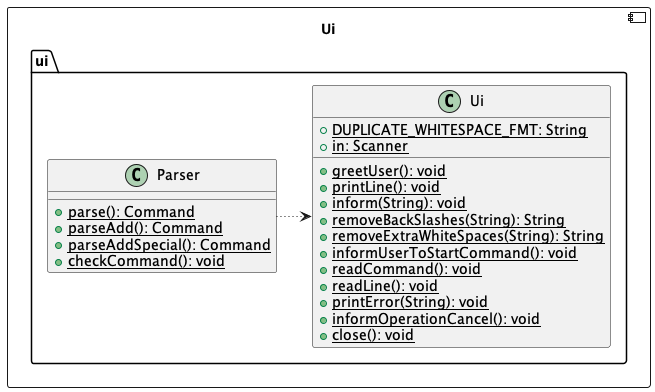 Ui
ui
C Parser
parse(): Command
parseAdd(): Command
parseAddSpecial(): Command
checkCommand(): void
C Ui
DUPLICATE_WHITESPACE_FMT: String
in: Scanner
greetUser(): void
printLine(): void
inform(String): void
removeBackSlashes(String): String
removeExtraWhiteSpaces(String): String
informUserToStartCommand(): void
readCommand(): void
readLine(): void
printError(String): void
informOperationCancel(): void
close(): void